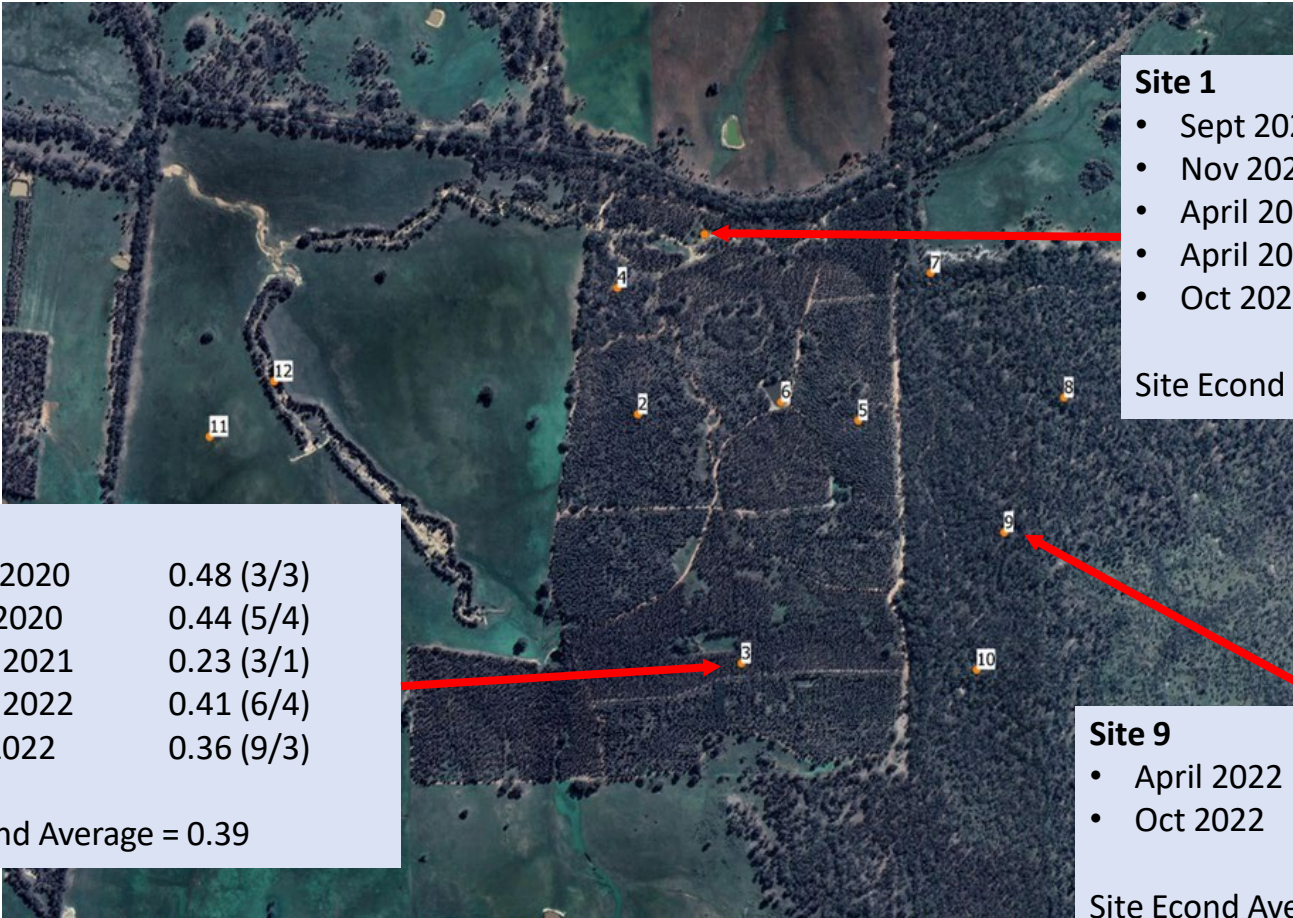 Site 1
• Sept 202
• Nov 202
• April 20
• April 20
• Oct 202
Site Econd
7
4
8
12
6
2
5
11
9
2020 0.48 (3/3)
2020 0.44 (5/4)
2021 0.23 (3/1)
2022 0.41 (6/4)
022 0.36 (9/3)
nd Average = 0.39
3
10
Site 9
• April 2022
• Oct 2022
Site Econd Ave